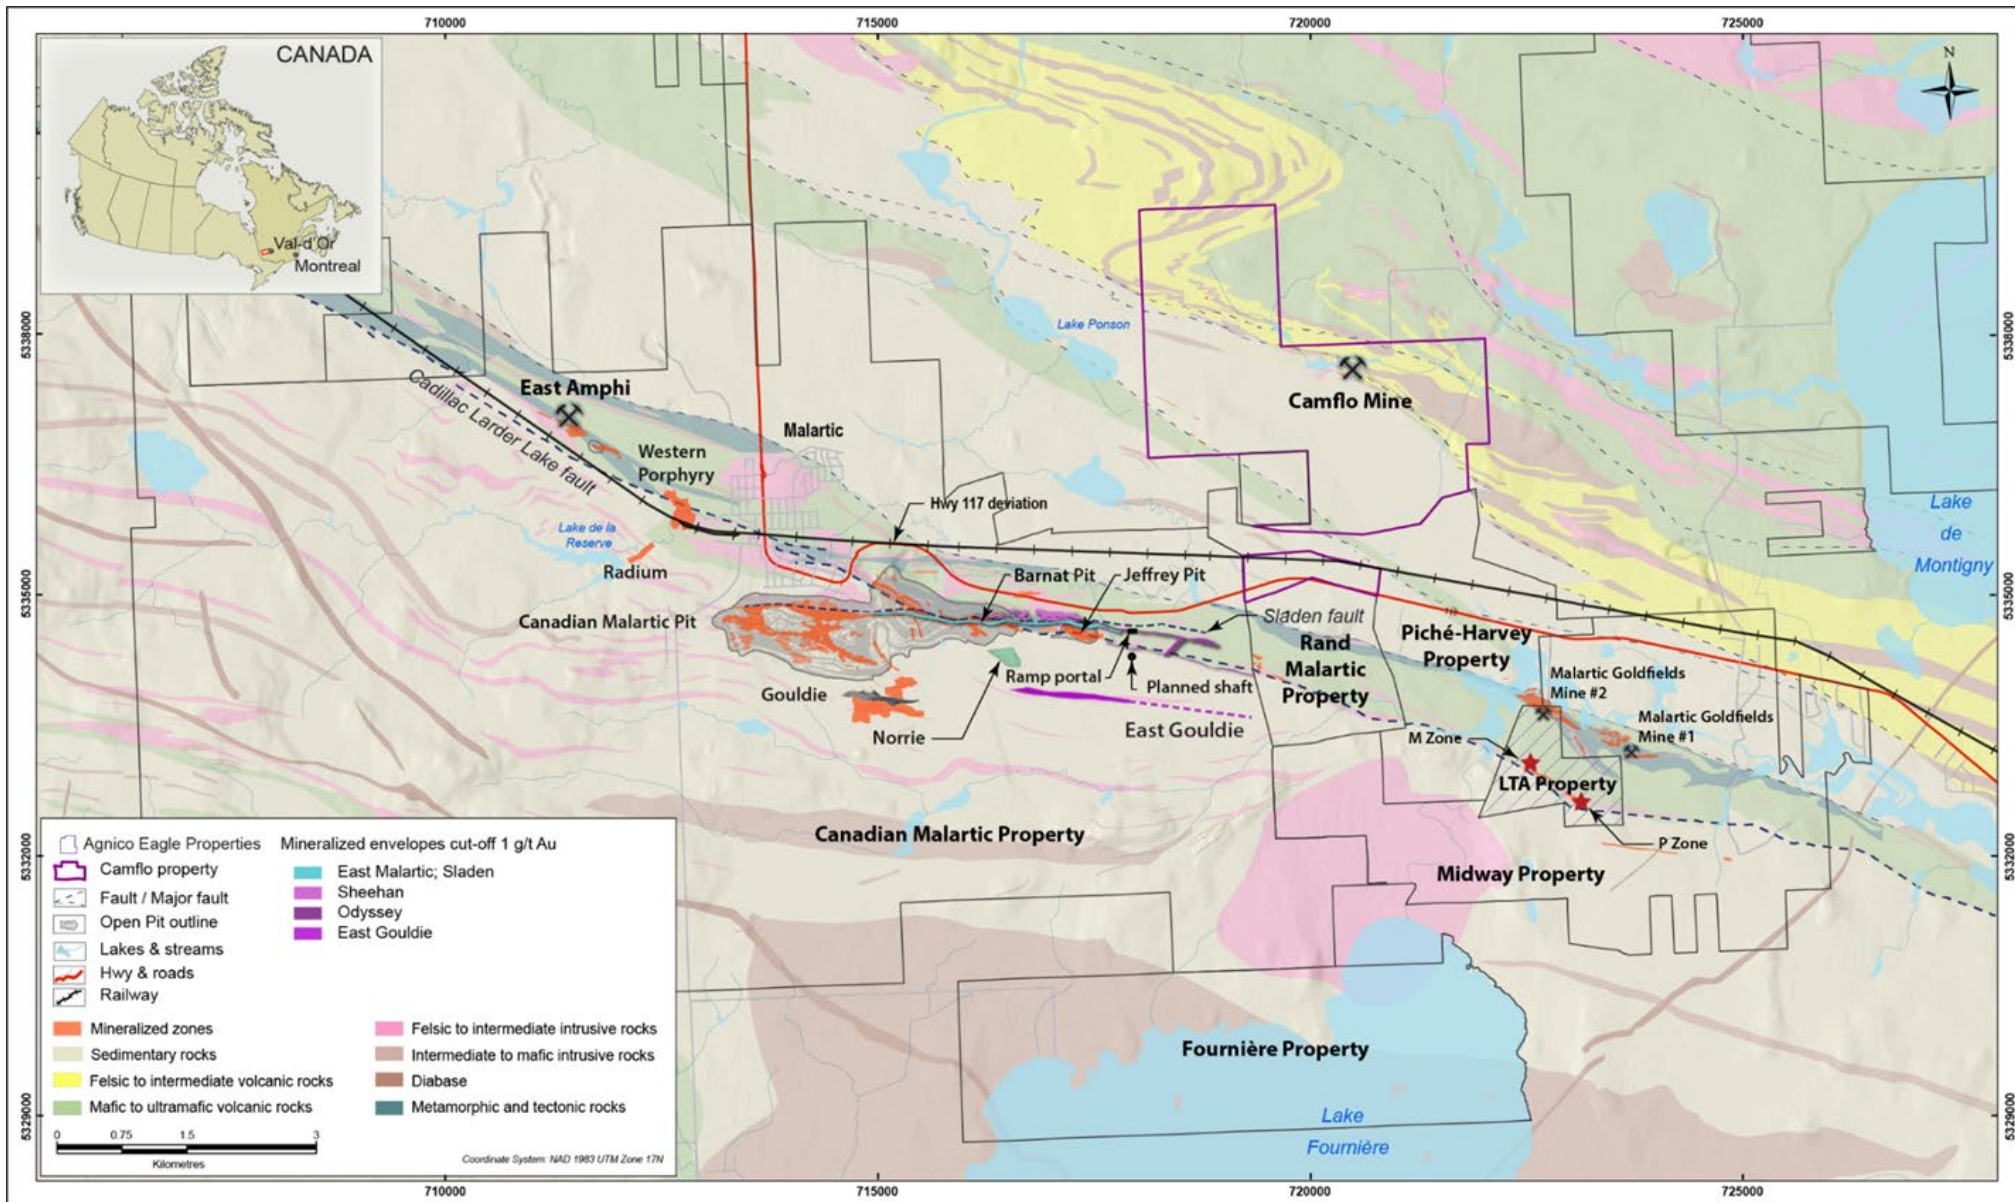 710000
715000
720000
725000
CANADA
Val-d'Or
Montreal
N
5338000
5338000
Lake Ponson
East Amphi
Cadillac Larder Lake fault
Camflo Mine
Malartic
Western
Porphyry
Hwy 117 deviation
Lake de la
Reserve
Radium
Lake
de
Montigny
5335000
5335000
Barnat Pit
Jeffrey Pit
Canadian Malartic Pit
Sladen fault
Rand
Malartic
Property
Piché-Harvey
Property
Ramp portal
Planned shaft
Malartic Goldfields
Mine #2
Gouldie
Norrie
East Gouldie
Malartic Goldfields
Mine #1
M Zone
LTA Property
P Zone
Canadian Malartic Property
Midway Property
5332000
5332000
Agnico Eagle Properties
Camflo property
Fault / Major fault
Open Pit outline
Lakes & streams
Hwy & roads
Railway
Mineralized envelopes cut-off 1 g/t Au
East Malartic; Sladen
Sheehan
Odyssey
East Gouldie
Mineralized zones
Sedimentary rocks
Felsic to intermediate volcanic rocks
Mafic to ultramafic volcanic rocks
Felsic to intermediate intrusive rocks
Intermediate to mafic intrusive rocks
Diabase
Metamorphic and tectonic rocks
0 0.75 1.5 3
Kilometres
Coordinate System: NAD 1983 UTM Zone 17N
Fournière Property
Lake
Fournière
5329000
5329000
710000
715000
720000
725000